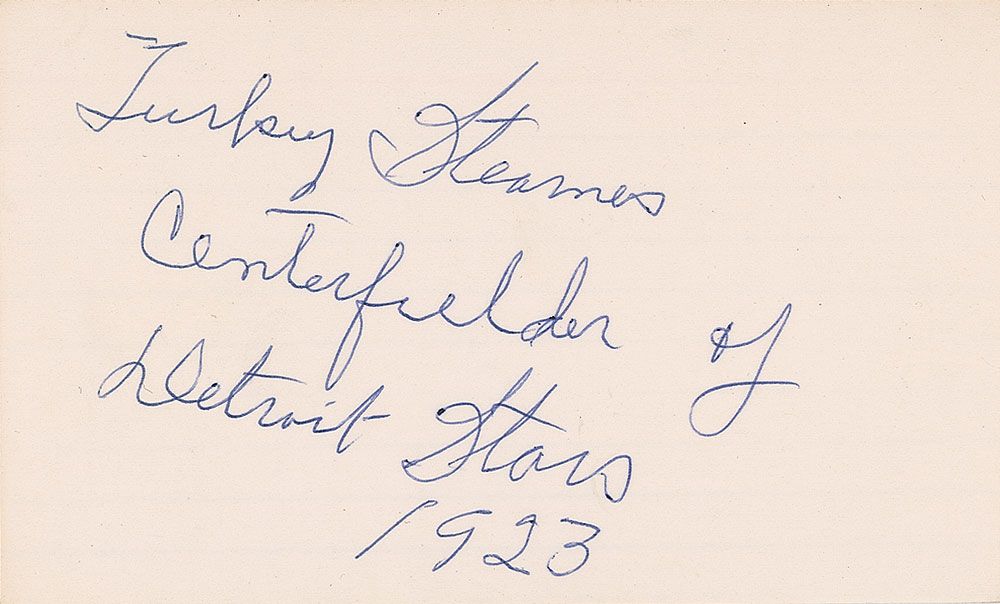 Turkey Stearnes
Centerfielder of
Detroit Stars
1923